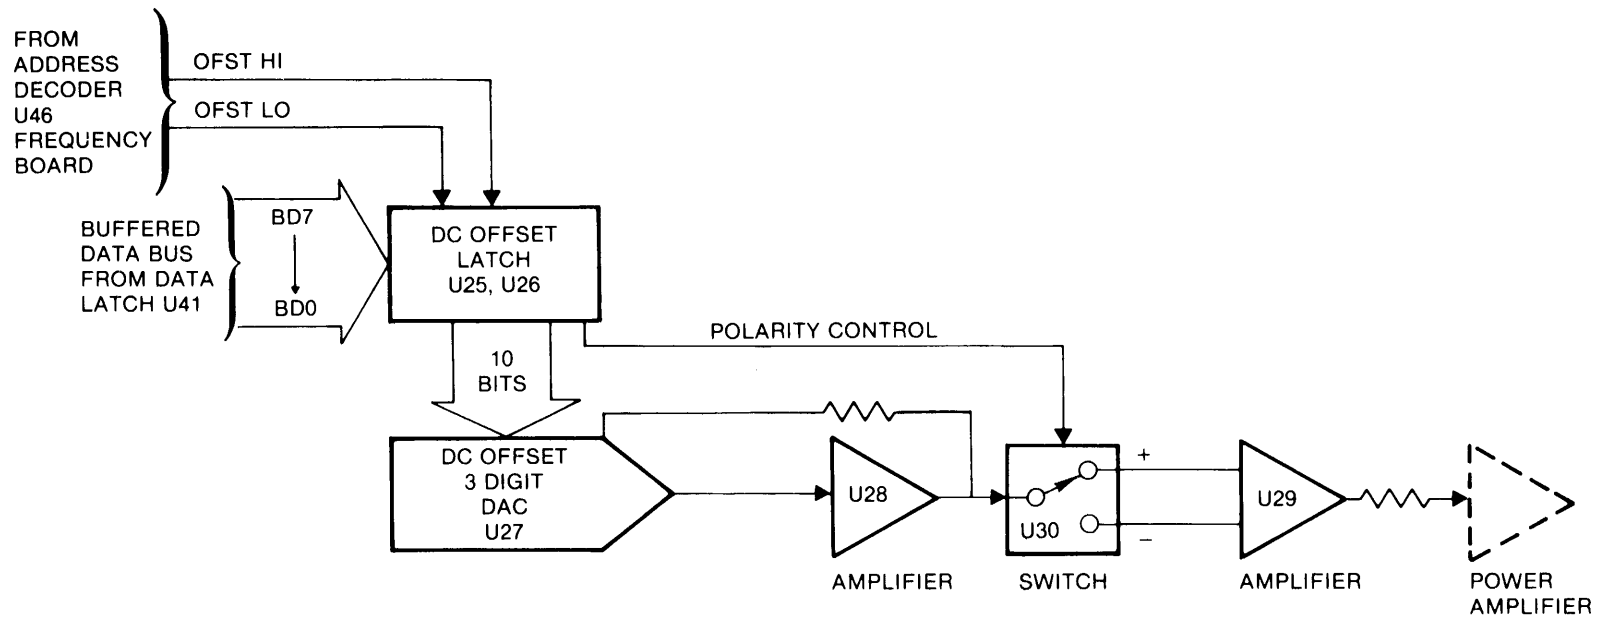 FROM
ADDRESS
DECODER
U46
FREQUENCY
BOARD
OFST HI
OFST LO
BUFFERED
DATA BUS
FROM DATA
LATCH U41
BD7
BD0
DC OFFSET
LATCH
U25, U26
10
BITS
POLARITY CONTROL
DC OFFSET
3 DIGIT
DAC
U27
U28
AMPLIFIER
U30
SWITCH
+
−
U29
AMPLIFIER
POWER
AMPLIFIER